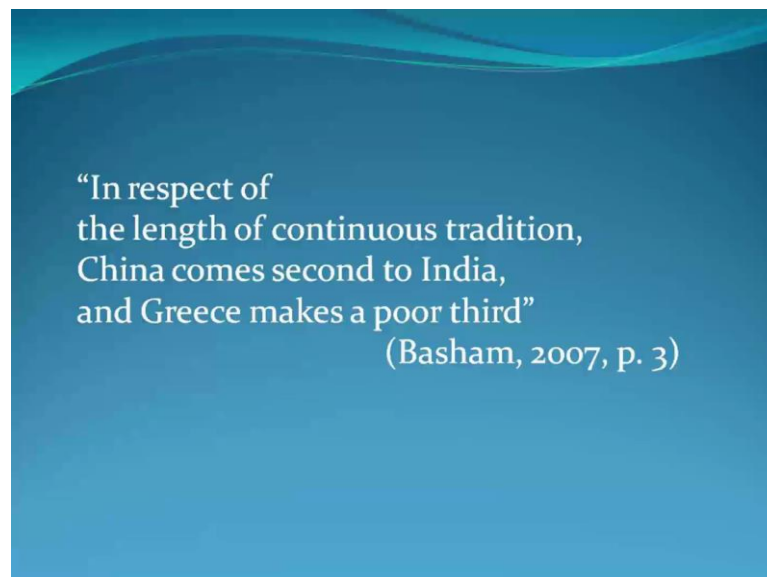 “In respect of
the length of continuous tradition,
China comes second to India,
and Greece makes a poor third”
(Basham, 2007, p. 3)